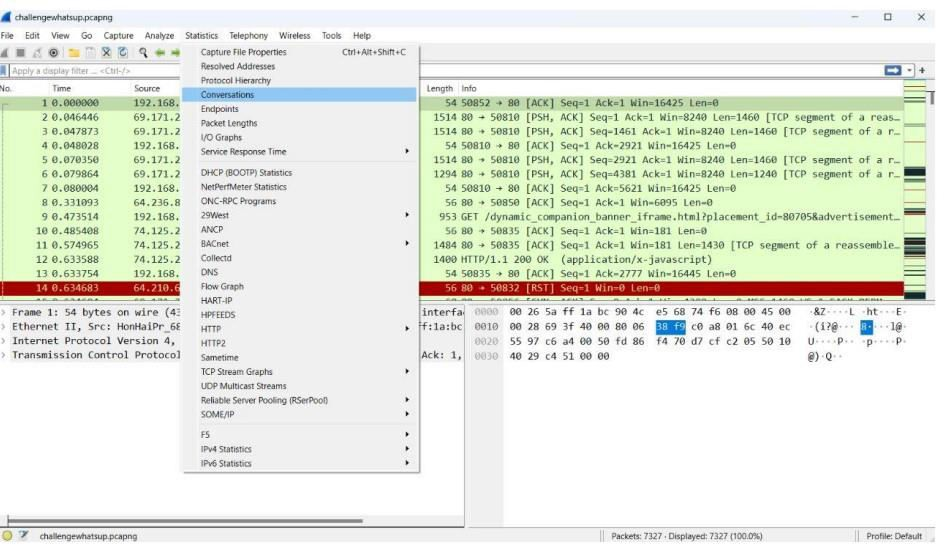 challengewhatsup.pcapng
File Edit View Go Capture Analyze Statistics Telephony Wireless Tools Help
Apply a display filter ... <Ctrl-/>
No. Time Source Length Info
Capture File Properties Ctrl+Alt+Shift+C
Resolved Addresses
Protocol Hierarchy
Conversations
Endpoints
Packet Lengths
I/O Graphs
Service Response Time
DHCP (BOOTP) Statistics
NetPerfMeter Statistics
ONC-RPC Programs
29West
ANCP
BACnet
Collectd
DNS
Flow Graph
HART-IP
HPFEEDS
HTTP
HTTP2
Sametime
TCP Stream Graphs
UDP Multicast Streams
Reliable Server Pooling (RSerPool)
SOME/IP
F5
IPv4 Statistics
IPv6 Statistics
1 0.000000 192.168. 54 50852 → 80 [ACK] Seq=1 Ack=1 Win=16425 Len=0
2 0.046446 69.171.2 1514 80 → 50810 [PSH, ACK] Seq=1 Ack=1 Win=8240 Len=1460 [TCP segment of a reas…
3 0.047873 69.171.2 1514 80 → 50810 [PSH, ACK] Seq=1461 Ack=1 Win=8240 Len=1460 [TCP segment of a r…
4 0.048028 192.168. 54 50810 → 80 [ACK] Seq=1 Ack=2921 Win=16425 Len=0
5 0.070350 69.171.2 1514 80 → 50810 [PSH, ACK] Seq=2921 Ack=1 Win=8240 Len=1460 [TCP segment of a r…
6 0.079864 69.171.2 1294 80 → 50810 [PSH, ACK] Seq=4381 Ack=1 Win=8240 Len=1240 [TCP segment of a r…
7 0.080004 192.168. 54 50810 → 80 [ACK] Seq=1 Ack=5621 Win=16425 Len=0
8 0.331093 64.236.8 56 80 → 50850 [ACK] Seq=1 Ack=1 Win=6095 Len=0
9 0.473514 192.168. 953 GET /dynamic_companion_banner_iframe.html?placement_id=80705&advertisement…
10 0.485408 74.125.2 56 80 → 50835 [ACK] Seq=1 Ack=1 Win=181 Len=0
11 0.574965 74.125.2 1484 80 → 50835 [ACK] Seq=1 Ack=1 Win=181 Len=1430 [TCP segment of a reassemble…
12 0.633588 74.125.2 1400 HTTP/1.1 200 OK (application/x-javascript)
13 0.633754 192.168. 54 50835 → 80 [ACK] Seq=1 Ack=2777 Win=16445 Len=0
14 0.634683 64.210.6 56 80 → 50832 [RST] Seq=1 Win=0 Len=0
Frame 1: 54 bytes on wire (43 interfac
Ethernet II, Src: HonHaiPr_68 ff:1a:bc
Internet Protocol Version 4,
Transmission Control Protocol Ack: 1,
0000 00 26 5a ff 1a bc 90 4c e5 68 74 f6 08 00 45 00 ·&Z····L ·ht···E·
0010 00 28 69 3f 40 00 80 06 38 f9 c0 a8 01 6c 40 ec ·(i?@··· 8····l@·
0020 55 97 c6 a4 00 50 fd 86 f4 70 d7 cf c2 05 50 10 U····P·· ·p····P·
0030 40 29 c4 51 00 00 @)·Q··
challengewhatsup.pcapng
Packets: 7327 · Displayed: 7327 (100.0%)
Profile: Default